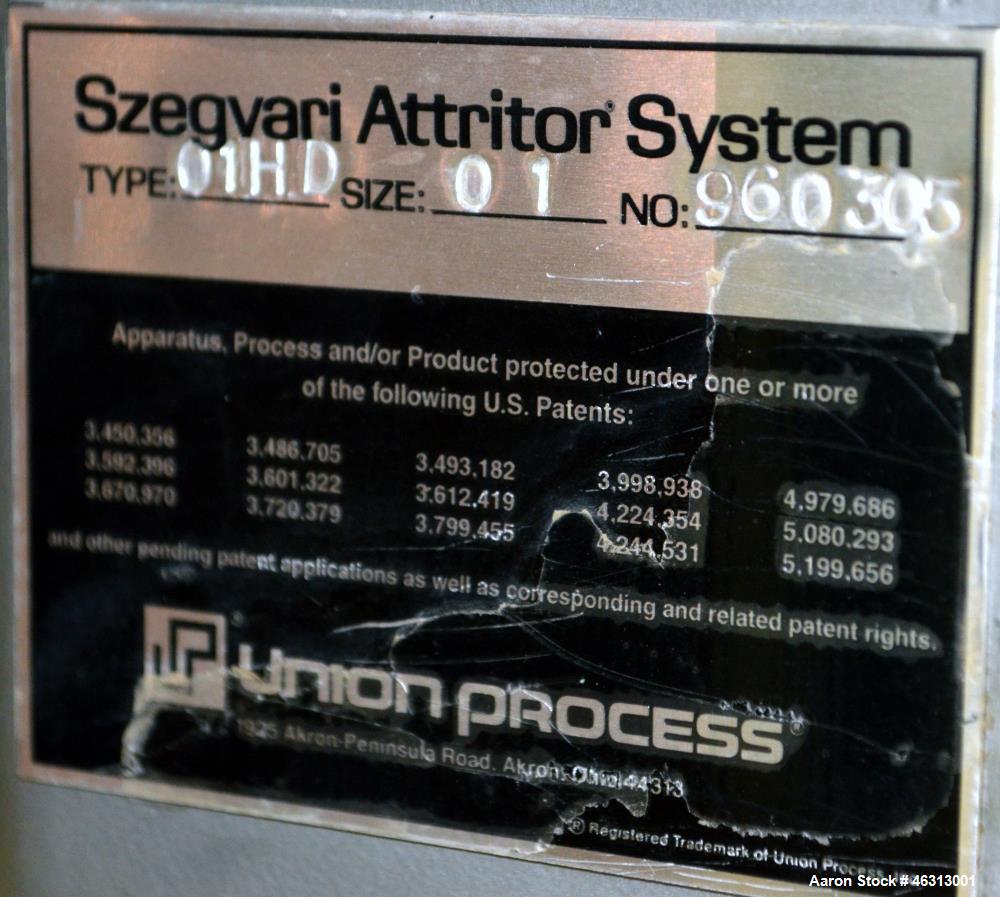 Szegvari Attritor® System
TYPE: 01HD SIZE: 01 NO: 960305
Apparatus, Process and/or Product protected under one or more
of the following U.S. Patents:
3,450,356 3,486,705 3,493,182 3,998,938 4,979,686
3,592,396 3,601,322 3,612,419 4,224,354 5,080,293
3,670,970 3,720,379 3,799,455 4,244,531 5,199,656
and other pending patent applications as well as corresponding and related patent rights.
UNION PROCESS®
1925 Akron-Peninsula Road, Akron, Ohio 44313
® Registered Trademark of Union Process, Inc.
Aaron Stock # 46313001